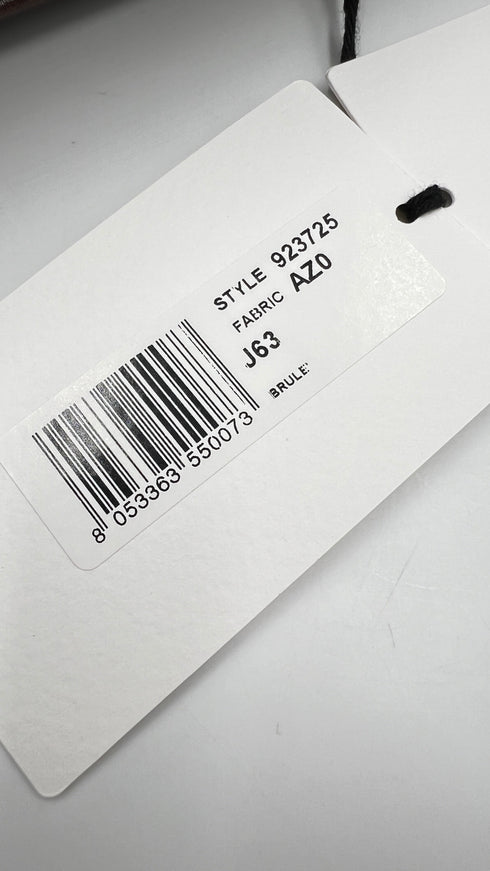 STYLE 923725
FABRIC AZ0
J63
BRULE'
8 053363 550073